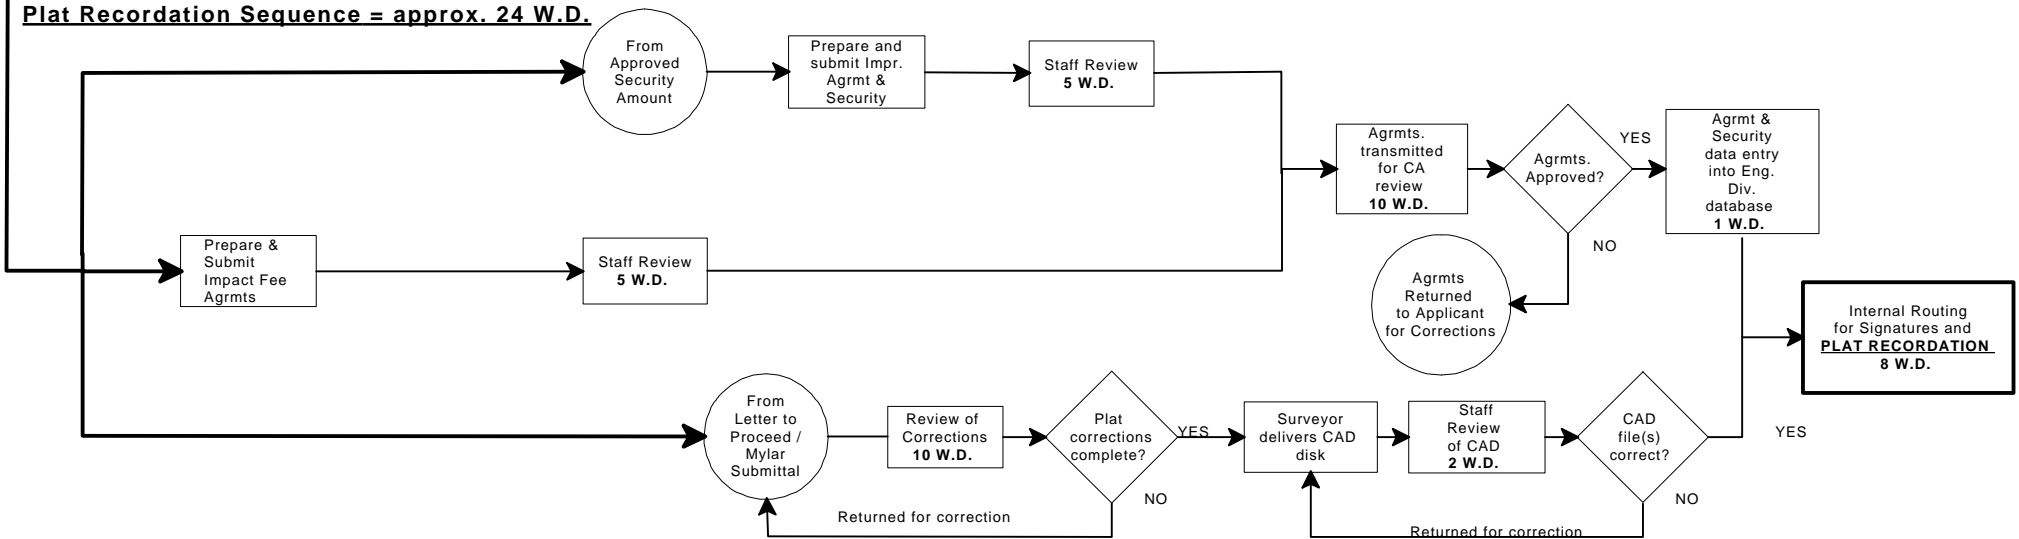 Plat Recordation Sequence = approx. 24 W.D.
From
Approved
Security
Amount
Prepare and
submit Impr.
Agrmt &
Security
Staff Review
5 W.D.
Agrmts.
transmitted
for CA
review
10 W.D.
Agrmts.
Approved?
YES
NO
Agrmt &
Security
data entry
into Eng.
Div.
database
1 W.D.
Prepare &
Submit
Impact Fee
Agrmts
Staff Review
5 W.D.
Agrmts
Returned
to Applicant
for Corrections
Internal Routing
for Signatures and
PLAT RECORDATION
8 W.D.
From
Letter to
Proceed /
Mylar
Submittal
Review of
Corrections
10 W.D.
Plat
corrections
complete?
YES
NO
Returned for correction
Surveyor
delivers CAD
disk
Staff
Review
of CAD
2 W.D.
CAD
file(s)
correct?
YES
NO
Returned for correction